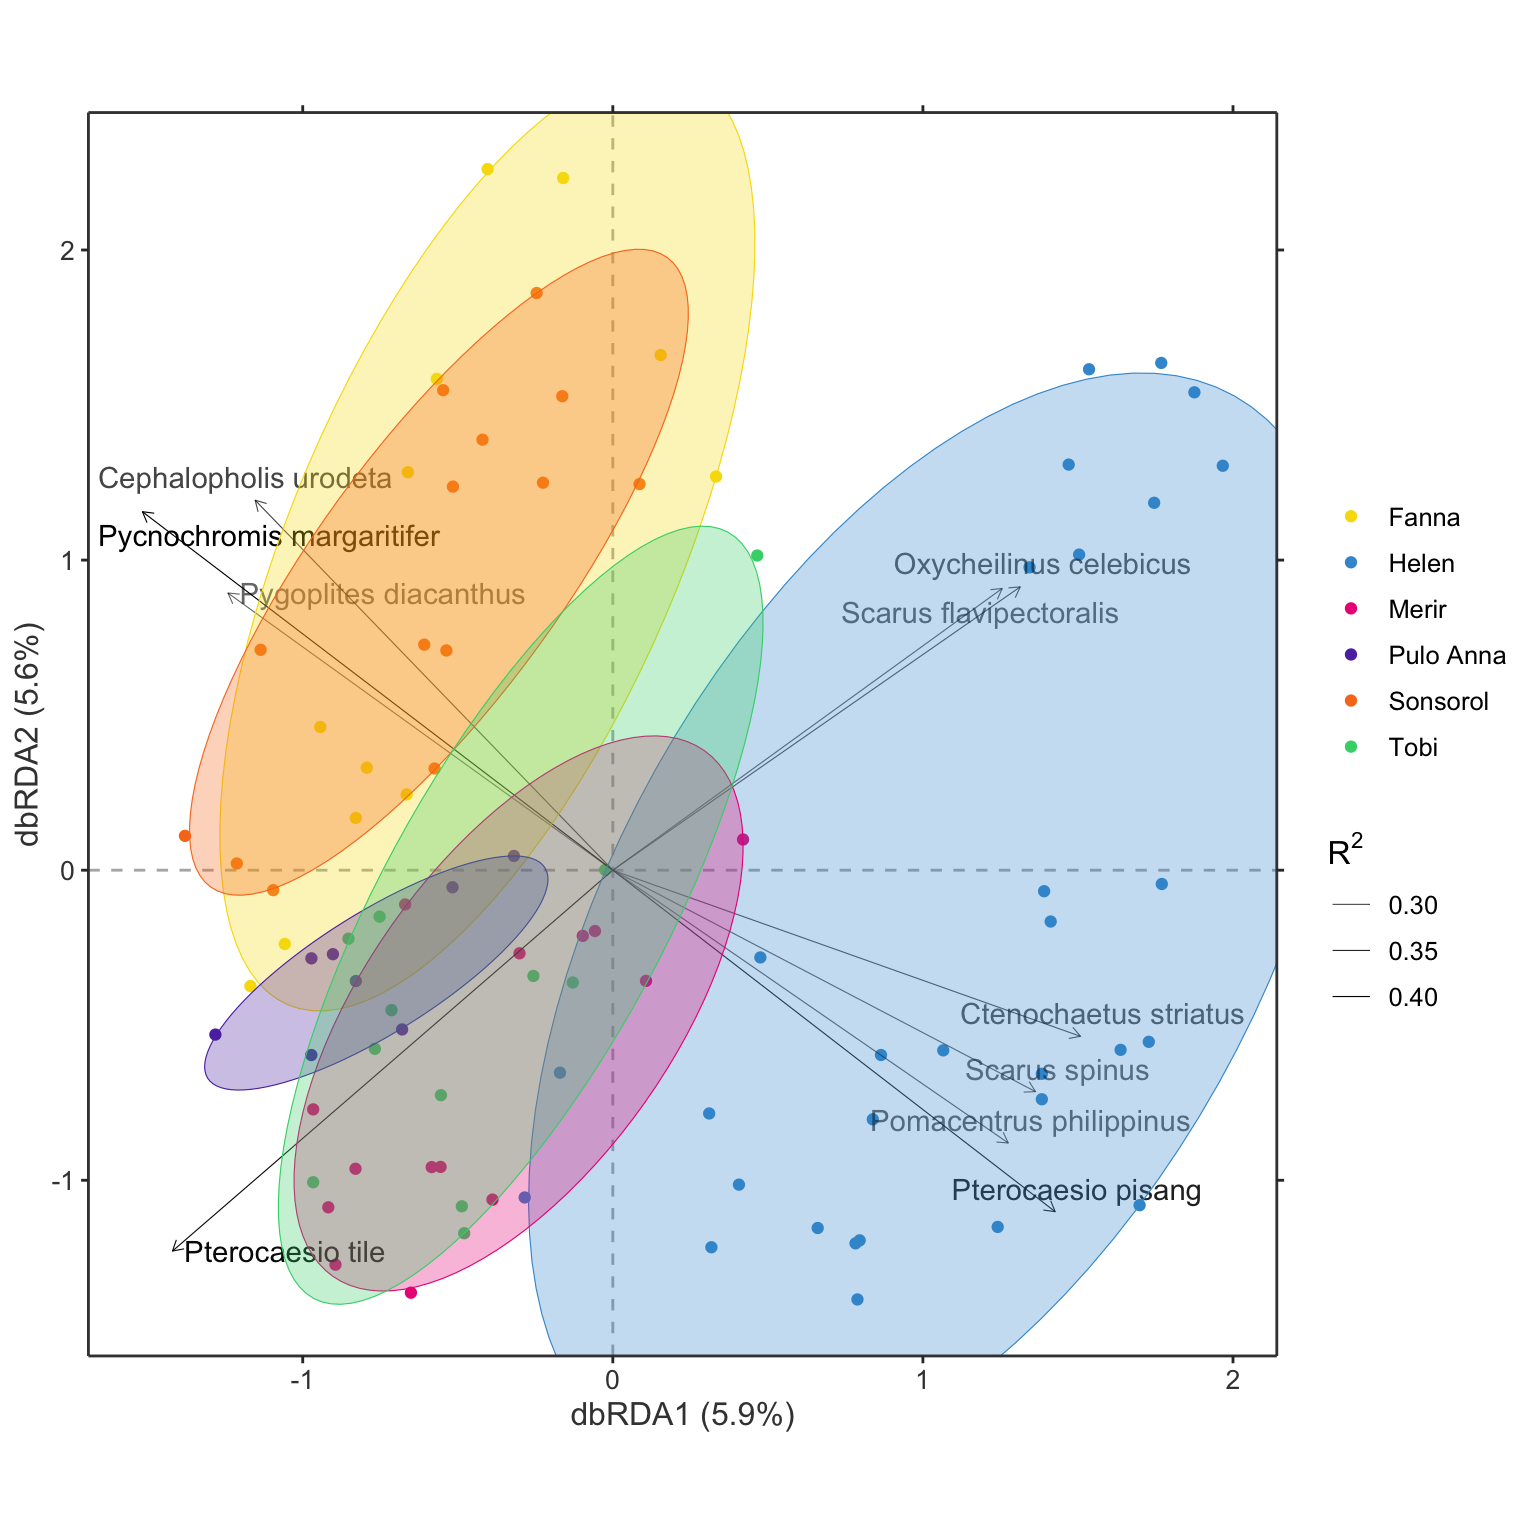 2
1
0
-1
-1
0
1
2
dbRDA2 (5.6%)
dbRDA1 (5.9%)
Cephalopholis urodeta
Pycnochromis margaritifer
Pygoplites diacanthus
Oxycheilinus celebicus
Scarus flavipectoralis
Ctenochaetus striatus
Scarus spinus
Pomacentrus philippinus
Pterocaesio pisang
Pterocaesio tile
Fanna
Helen
Merir
Pulo Anna
Sonsorol
Tobi
R²
0.30
0.35
0.40